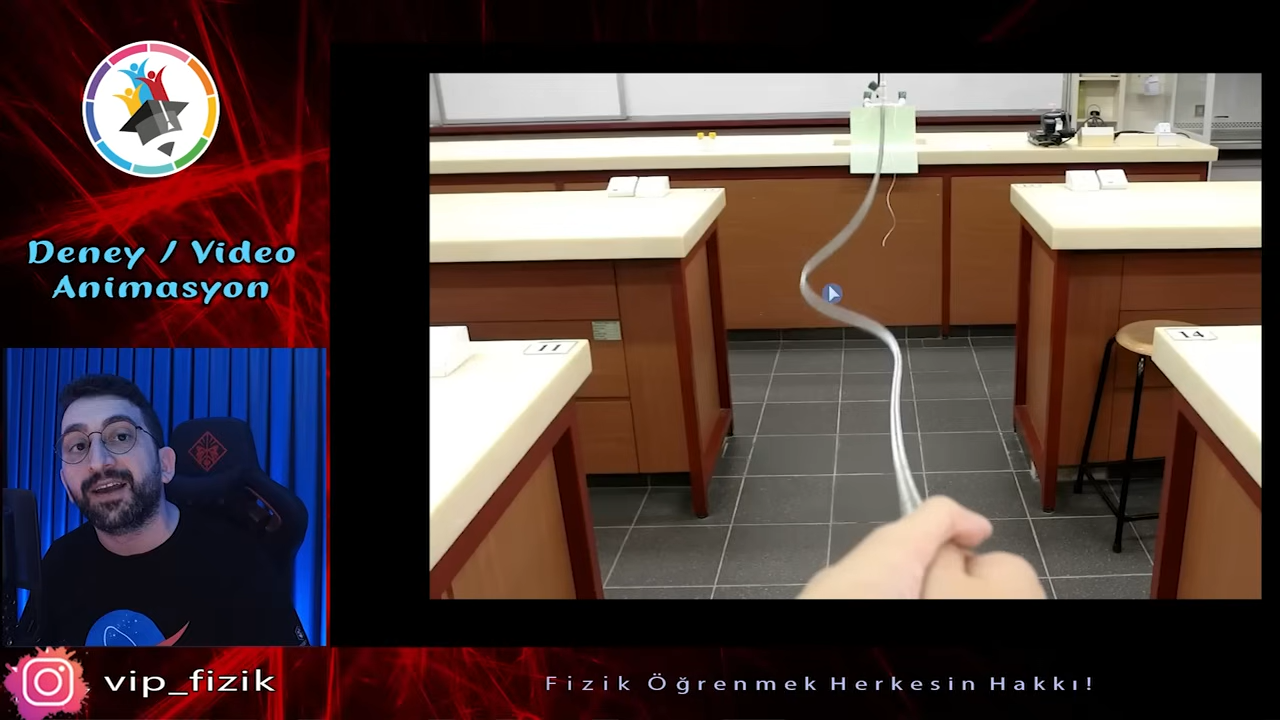 Deney / Video
Animasyon
11
14
vip_fizik
Fizik Öğrenmek Herkesin Hakkı!